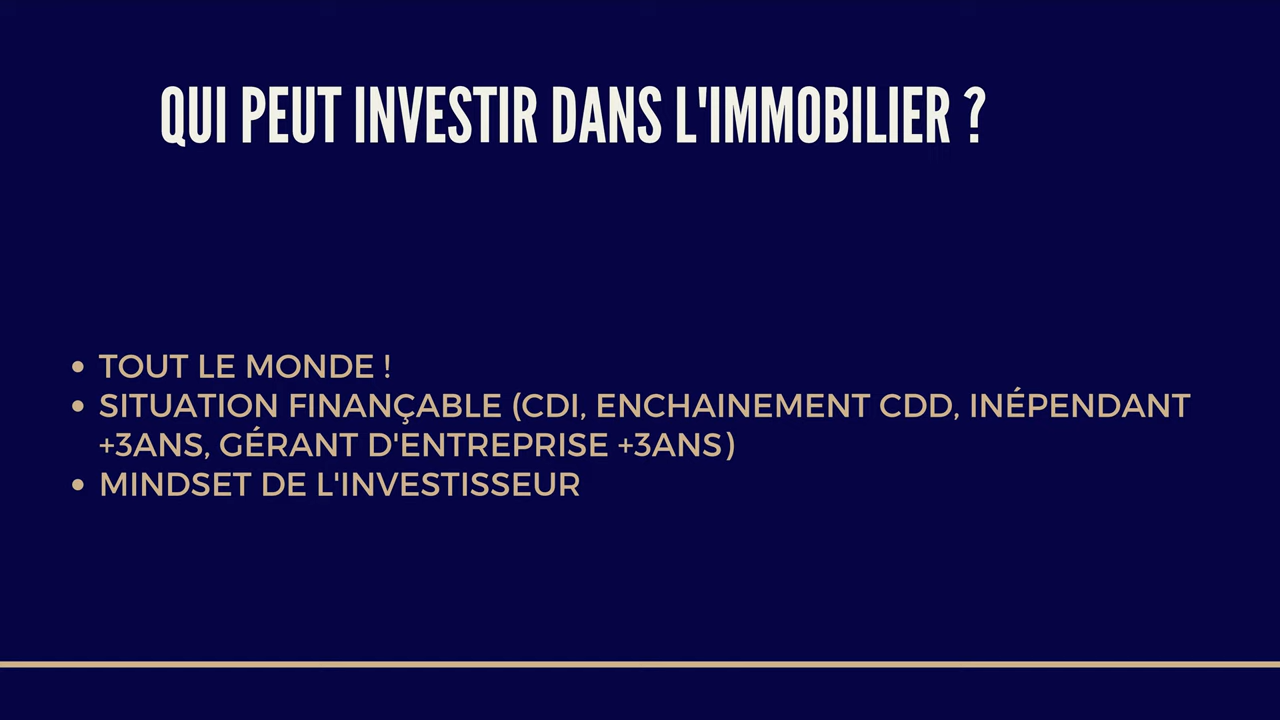 QUI PEUT INVESTIR DANS L'IMMOBILIER ?
• TOUT LE MONDE !
• SITUATION FINANÇABLE (CDI, ENCHAINEMENT CDD, INÉPENDANT
+3ANS, GÉRANT D'ENTREPRISE +3ANS)
• MINDSET DE L'INVESTISSEUR